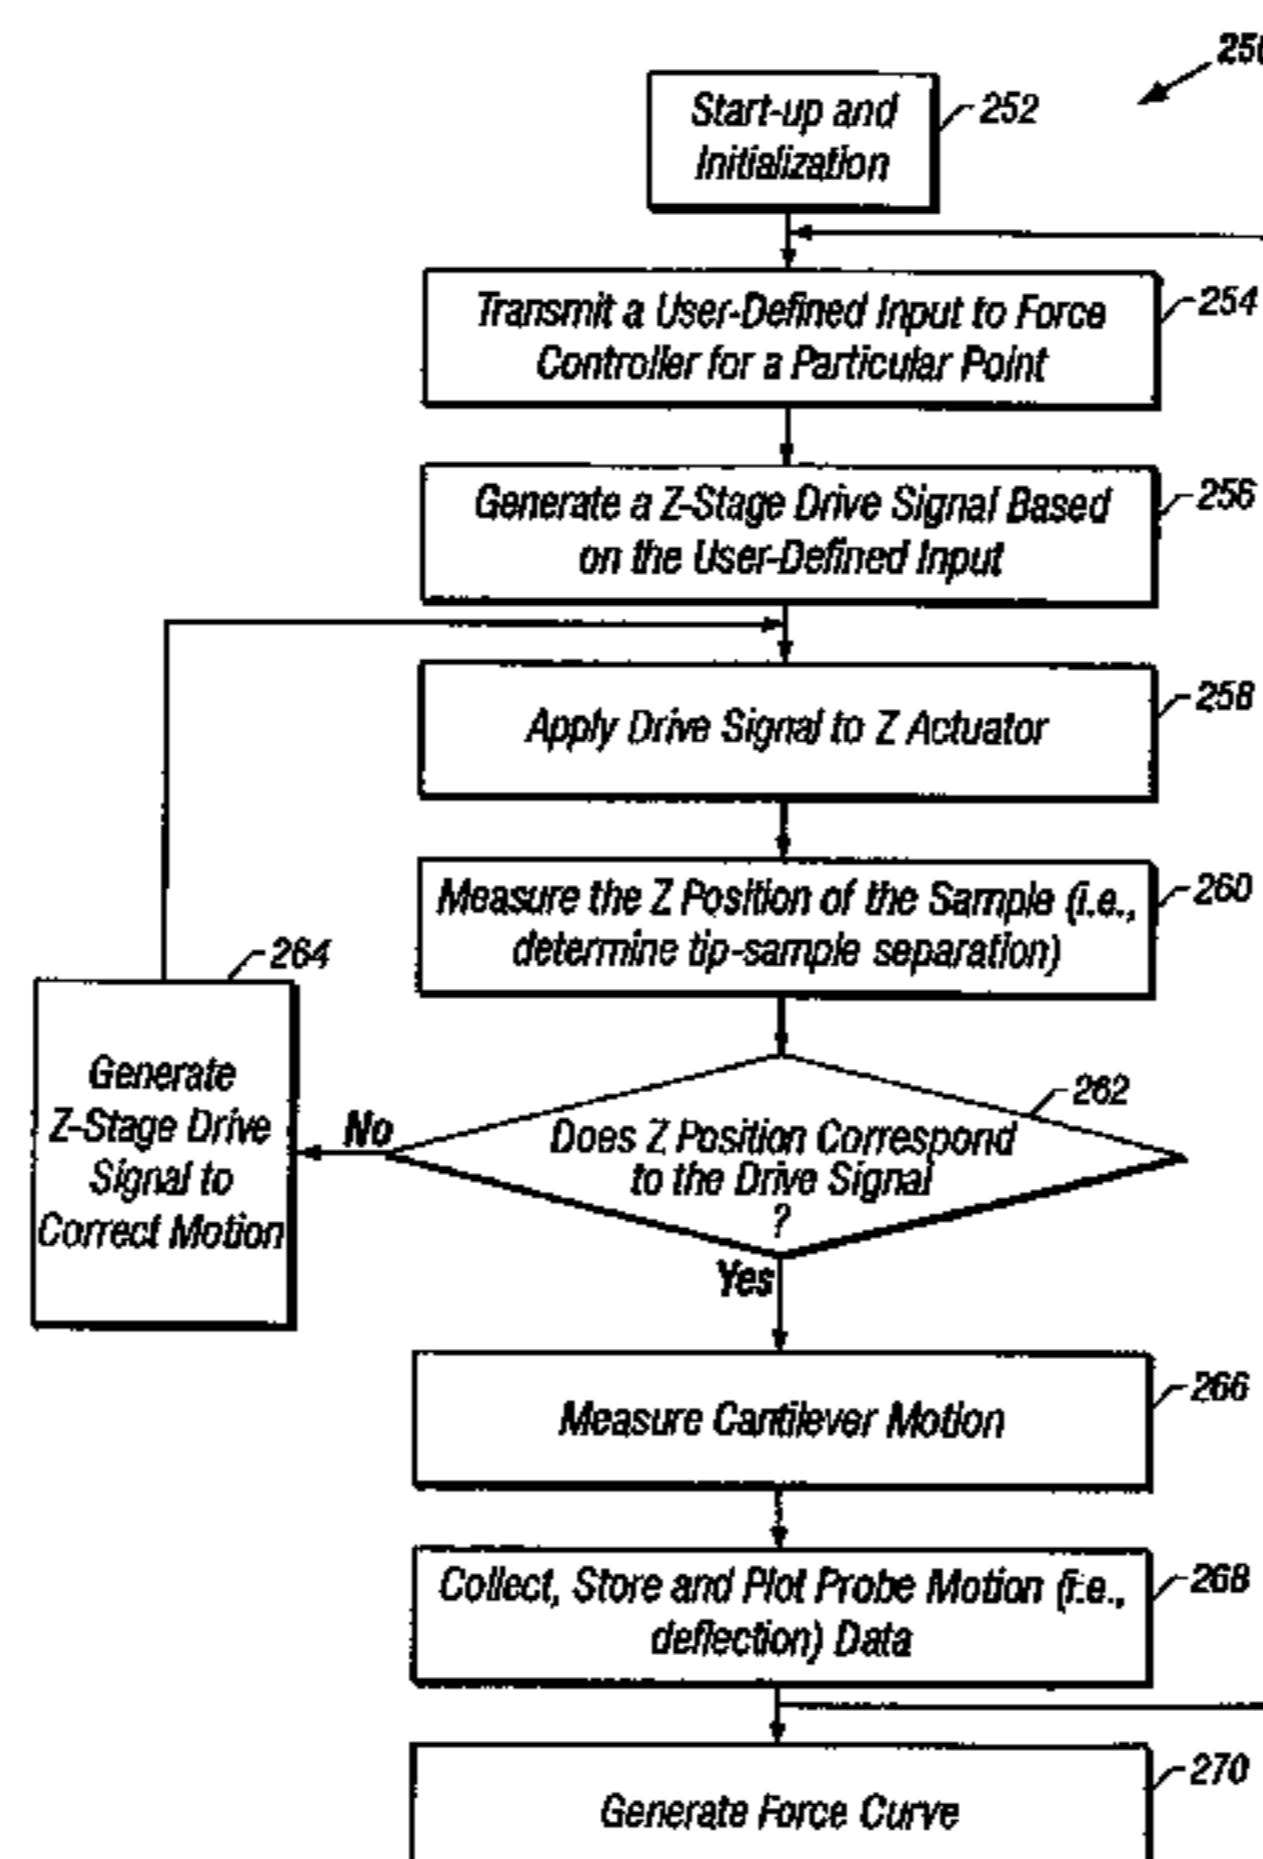 Start-up and
Initialization
252
Transmit a User-Defined Input to Force
Controller for a Particular Point
254
Generate a Z-Stage Drive Signal Based
on the User-Defined Input
256
Apply Drive Signal to Z Actuator
258
Measure the Z Position of the Sample (i.e.,
determine tip-sample separation)
260
264
Generate
Z-Stage Drive
Signal to
Correct Motion
No
Does Z Position Correspond
to the Drive Signal
?
262
Yes
Measure Cantilever Motion
266
Collect, Store and Plot Probe Motion (i.e.,
deflection) Data
268
Generate Force Curve
270